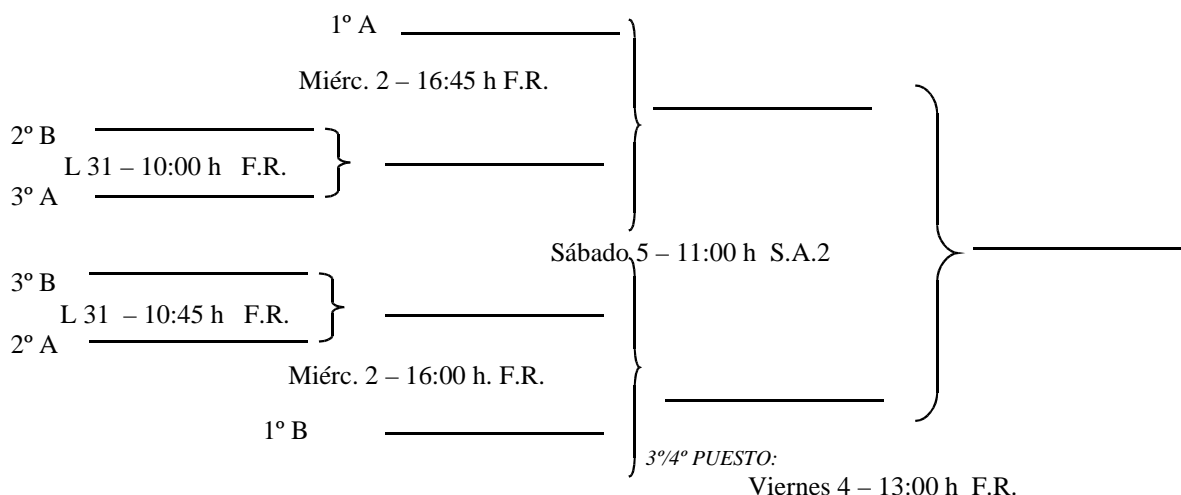 1º A
Miérc. 2 – 16:45 h F.R.
2º B
L 31 – 10:00 h F.R.
3º A
Sábado 5 – 11:00 h S.A.2
3º B
L 31 – 10:45 h F.R.
2º A
Miérc. 2 – 16:00 h. F.R.
1º B
3º/4º PUESTO:
Viernes 4 – 13:00 h F.R.